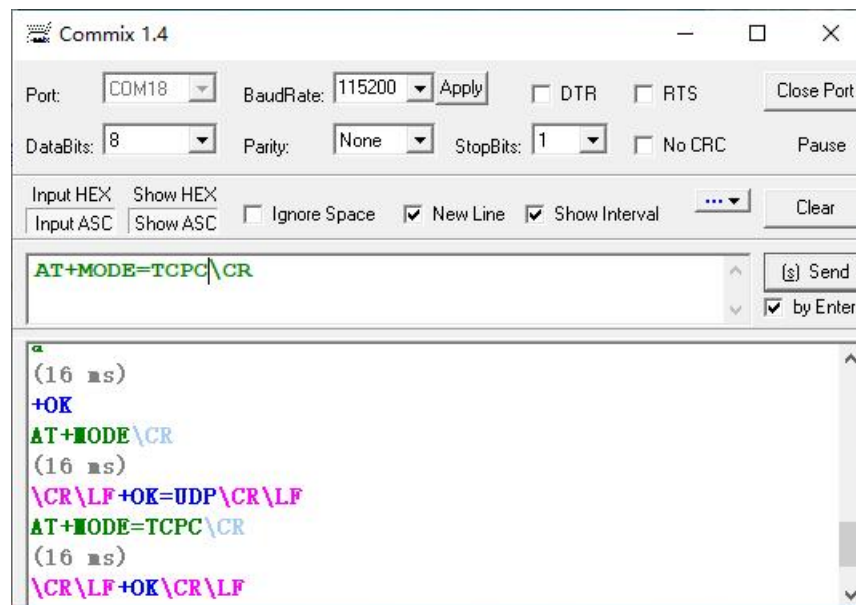 Commix 1.4
Port: COM18 BaudRate: 115200 Apply DTR RTS Close Port
DataBits: 8 Parity: None StopBits: 1 No CRC Pause
Input HEX Show HEX
Input ASC Show ASC Ignore Space New Line Show Interval ... Clear
AT+MODE=TCPC\CR (s) Send
by Enter
a
(16 ms)
+OK
AT+MODE\CR
(16 ms)
\CR\LF+OK=UDP\CR\LF
AT+MODE=TCPC\CR
(16 ms)
\CR\LF+OK\CR\LF